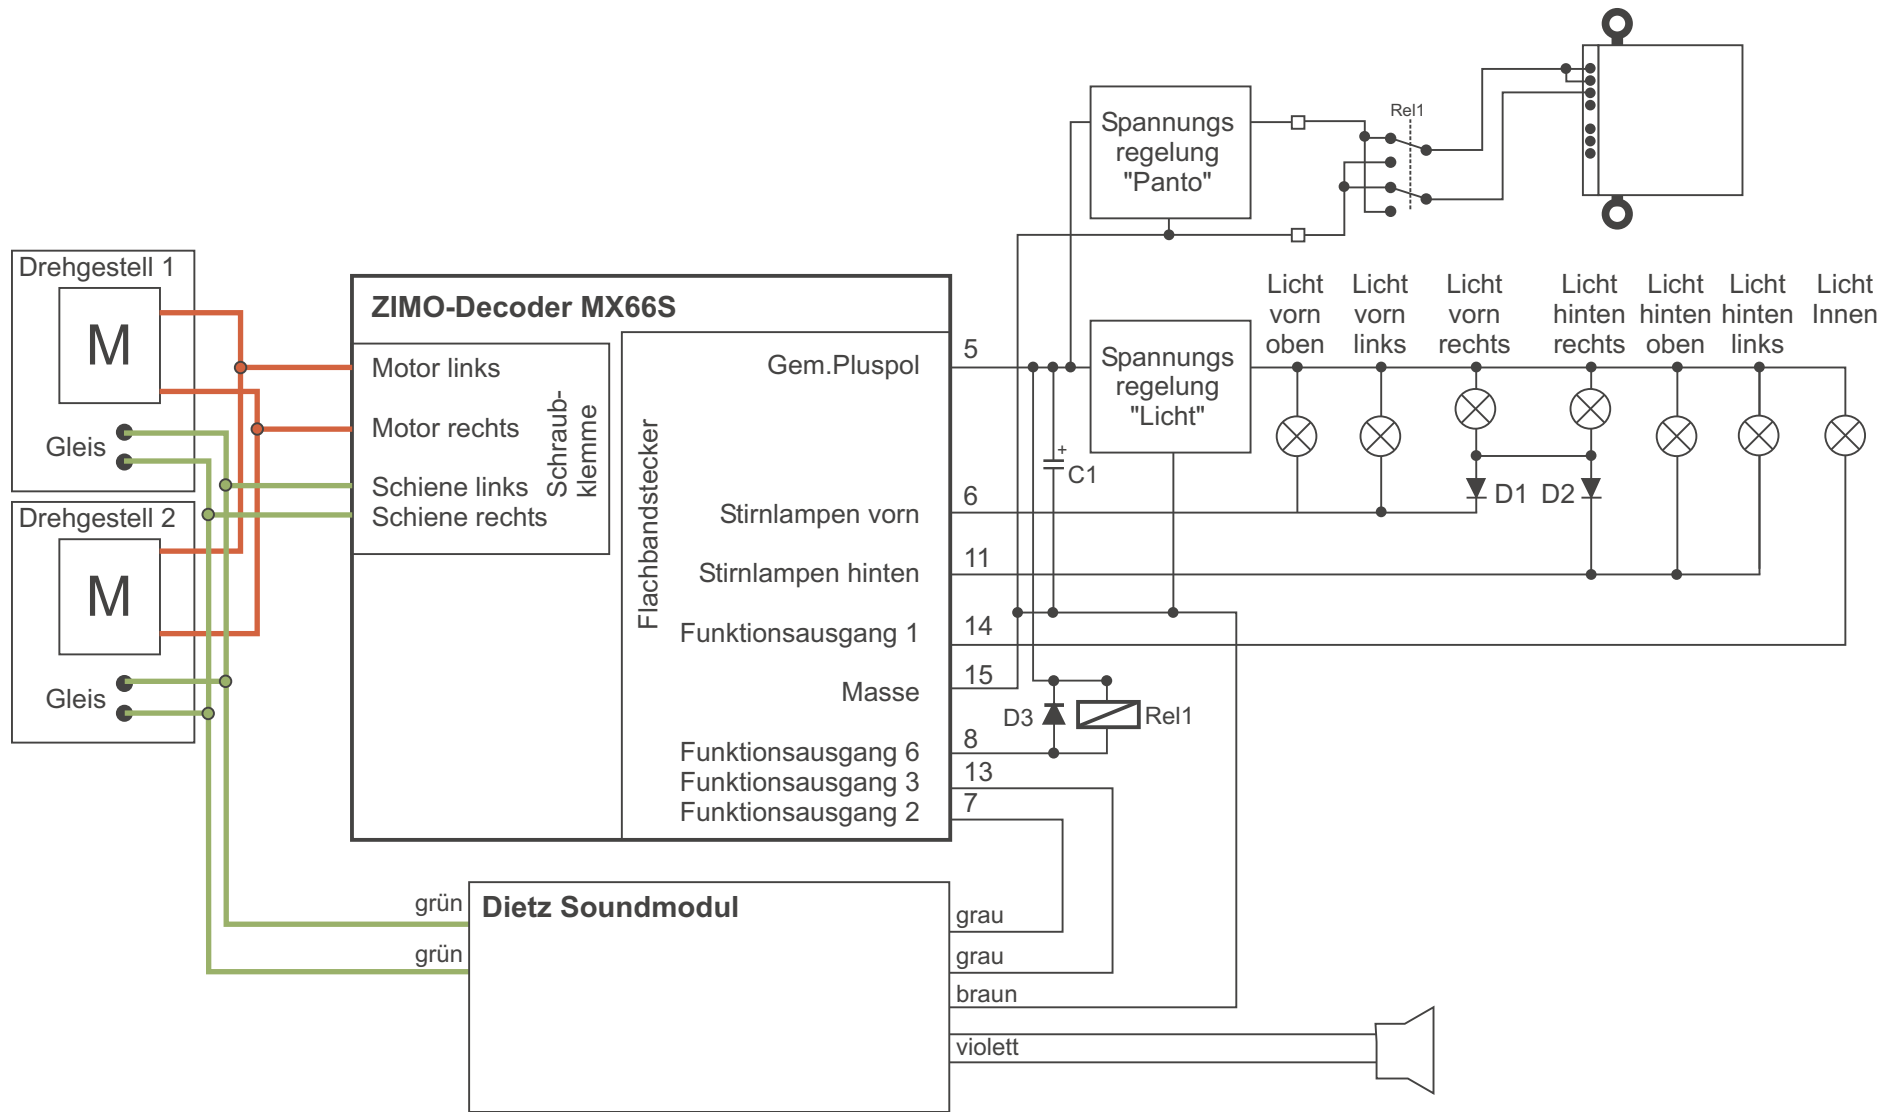 Spannungs
regelung
"Panto"
Rel1
Drehgestell 1
M
Gleis
Drehgestell 2
M
Gleis
ZIMO-Decoder MX66S
Motor links
Motor rechts
Schiene links
Schiene rechts
Schraub-
klemme
Flachbandstecker
Gem.Pluspol
Stirnlampen vorn
Stirnlampen hinten
Funktionsausgang 1
Masse
Funktionsausgang 6
Funktionsausgang 3
Funktionsausgang 2
5
6
11
14
15
8
13
7
Spannungs
regelung
"Licht"
+
C1
Licht
vorn
oben
Licht
vorn
links
Licht
vorn
rechts
Licht
hinten
rechts
Licht
hinten
oben
Licht
hinten
links
Licht
Innen
D1
D2
D3
Rel1
grün
grün
Dietz Soundmodul
grau
grau
braun
violett